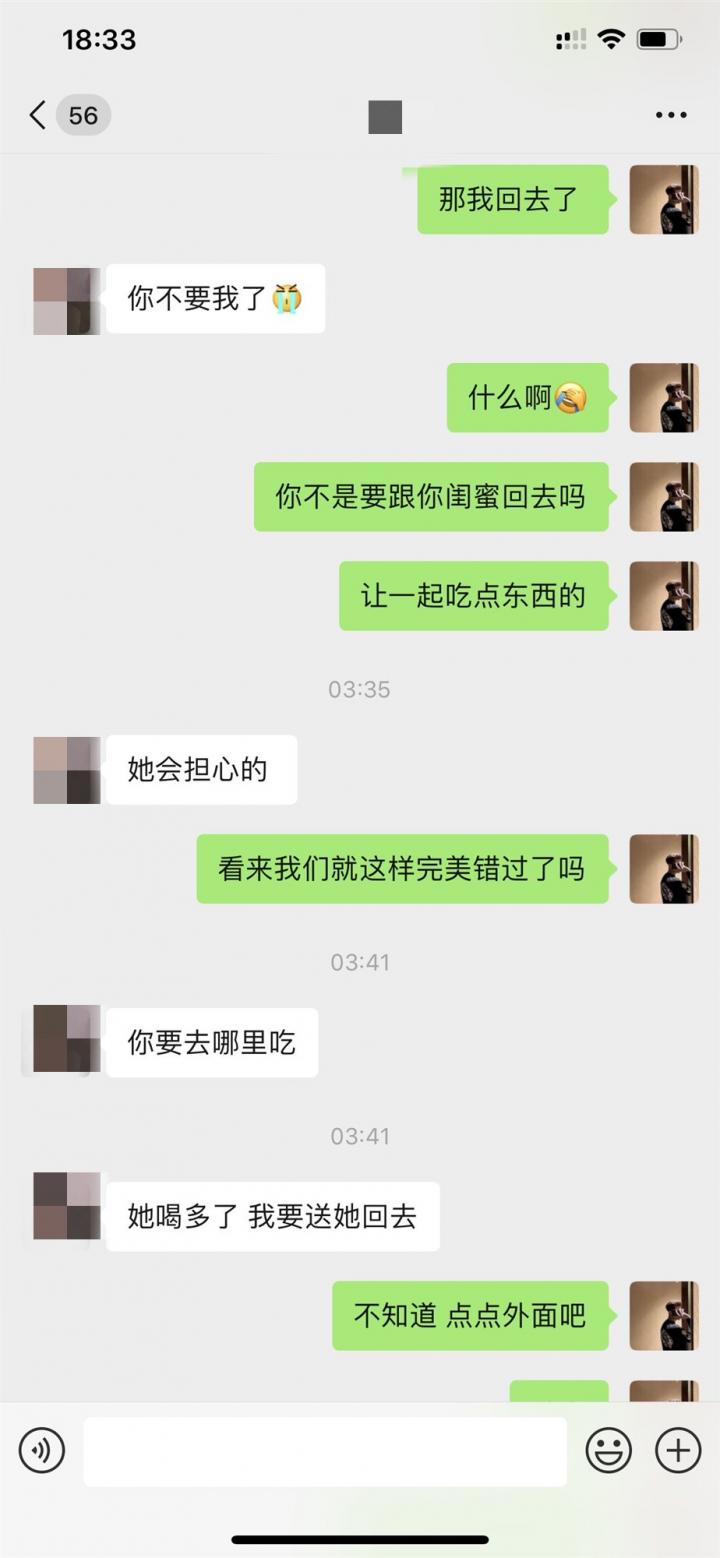 18:33
56
那我回去了
你不要我了😭
什么啊🤦
你不是要跟你闺蜜回去吗
让一起吃点东西的
03:35
她会担心的
看来我们就这样完美错过了吗
03:41
你要去哪里吃
03:41
她喝多了 我要送她回去
不知道 点点外面吧